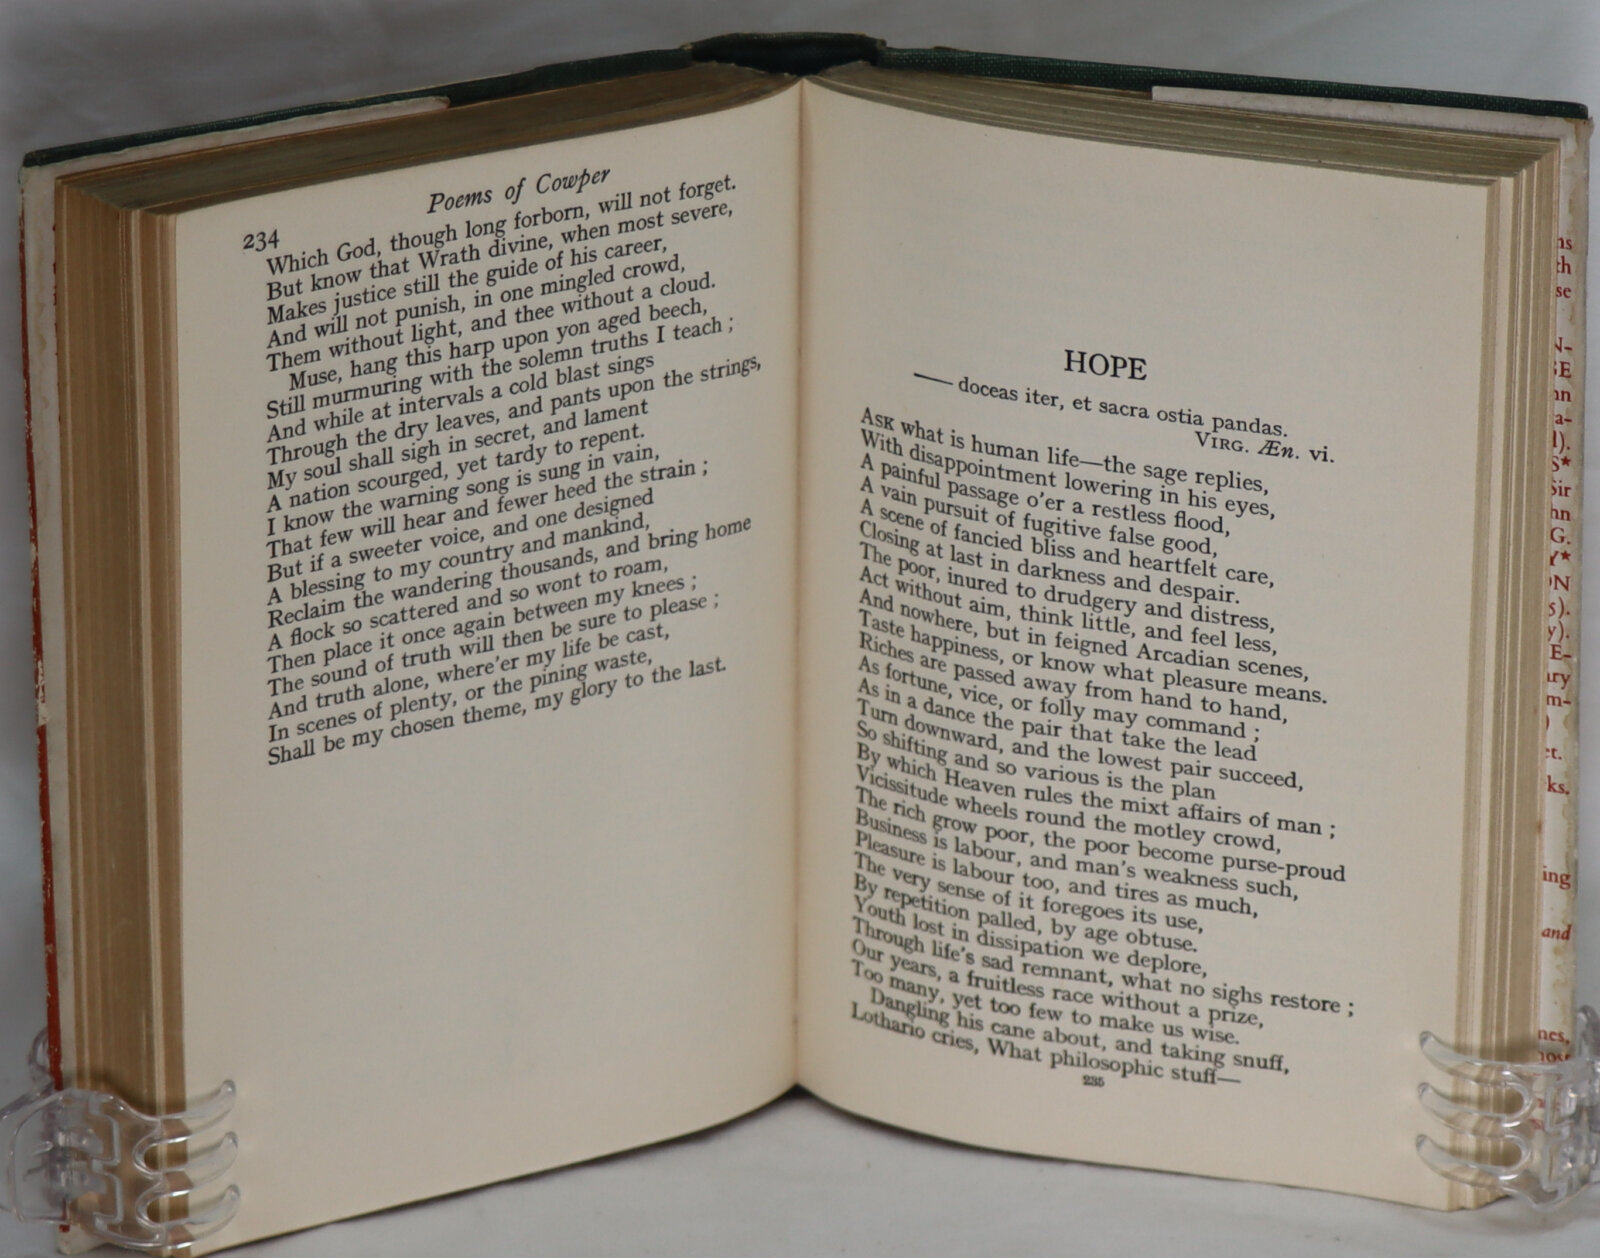 Poems of Cowper
234
Which God, though long forborn, will not forget.
But know that Wrath divine, when most severe,
Makes justice still the guide of his career,
And will not punish, in one mingled crowd,
Them without light, and thee without a cloud.
Muse, hang this harp upon yon aged beech,
Still murmuring with the solemn truths I teach ;
And while at intervals a cold blast sings
Through the dry leaves, and pants upon the strings,
My soul shall sigh in secret, and lament
A nation scourged, yet tardy to repent.
I know the warning song is sung in vain,
That few will hear and fewer heed the strain ;
But if a sweeter voice, and one designed
A blessing to my country and mankind,
Reclaim the wandering thousands, and bring home
A flock so scattered and so wont to roam,
Then place it once again between my knees ;
The sound of truth will then be sure to please ;
And truth alone, where'er my life be cast,
In scenes of plenty, or the pining waste,
Shall be my chosen theme, my glory to the last.
HOPE
—— doceas iter, et sacra ostia pandas.
VIRG. Æn. vi.
ASK what is human life—the sage replies,
With disappointment lowering in his eyes,
A painful passage o'er a restless flood,
A vain pursuit of fugitive false good,
A scene of fancied bliss and heartfelt care,
Closing at last in darkness and despair.
The poor, inured to drudgery and distress,
Act without aim, think little, and feel less,
And nowhere, but in feigned Arcadian scenes,
Taste happiness, or know what pleasure means.
Riches are passed away from hand to hand,
As fortune, vice, or folly may command ;
As in a dance the pair that take the lead
Turn downward, and the lowest pair succeed,
So shifting and so various is the plan
By which Heaven rules the mixt affairs of man ;
Vicissitude wheels round the motley crowd,
The rich grow poor, the poor become purse-proud
Business is labour, and man's weakness such,
Pleasure is labour too, and tires as much,
The very sense of it foregoes its use,
By repetition palled, by age obtuse.
Youth lost in dissipation we deplore,
Through life's sad remnant, what no sighs restore ;
Our years, a fruitless race without a prize,
Too many, yet too few to make us wise.
Dangling his cane about, and taking snuff,
Lothario cries, What philosophic stuff—
235